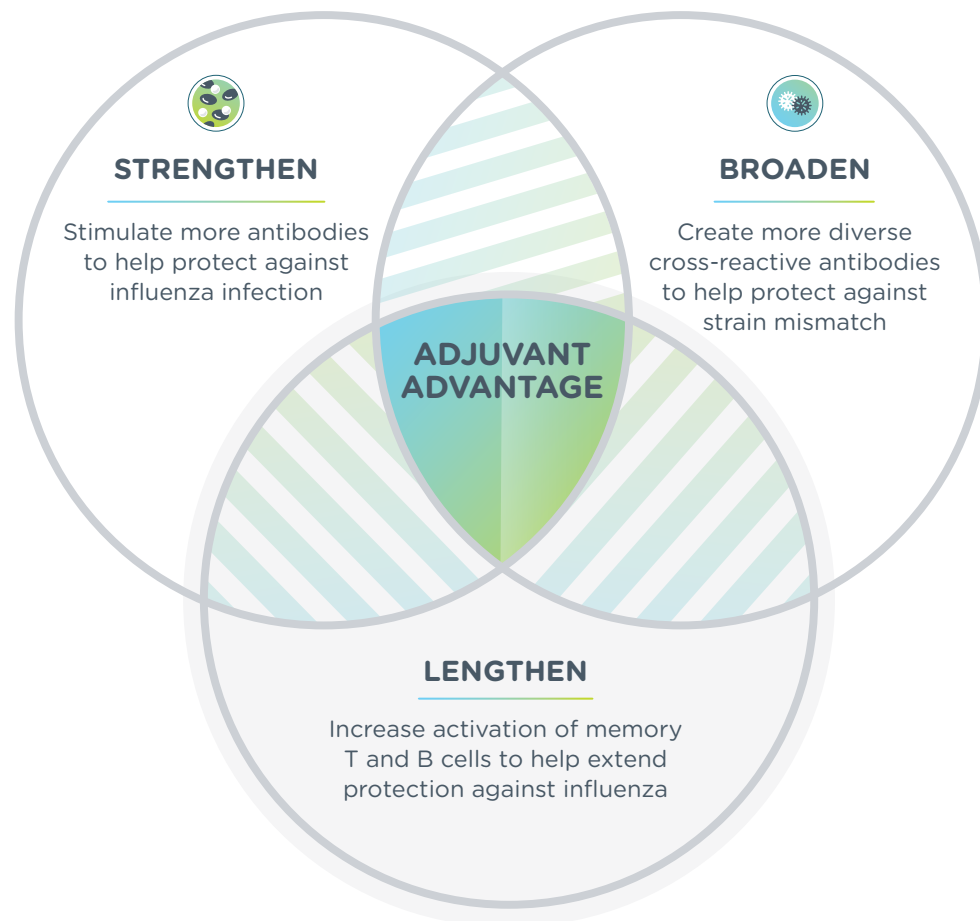 STRENGTHEN
Stimulate more antibodies
to help protect against
influenza infection
BROADEN
Create more diverse
cross-reactive antibodies
to help protect against
strain mismatch
ADJUVANT
ADVANTAGE
LENGTHEN
Increase activation of memory
T and B cells to help extend
protection against influenza